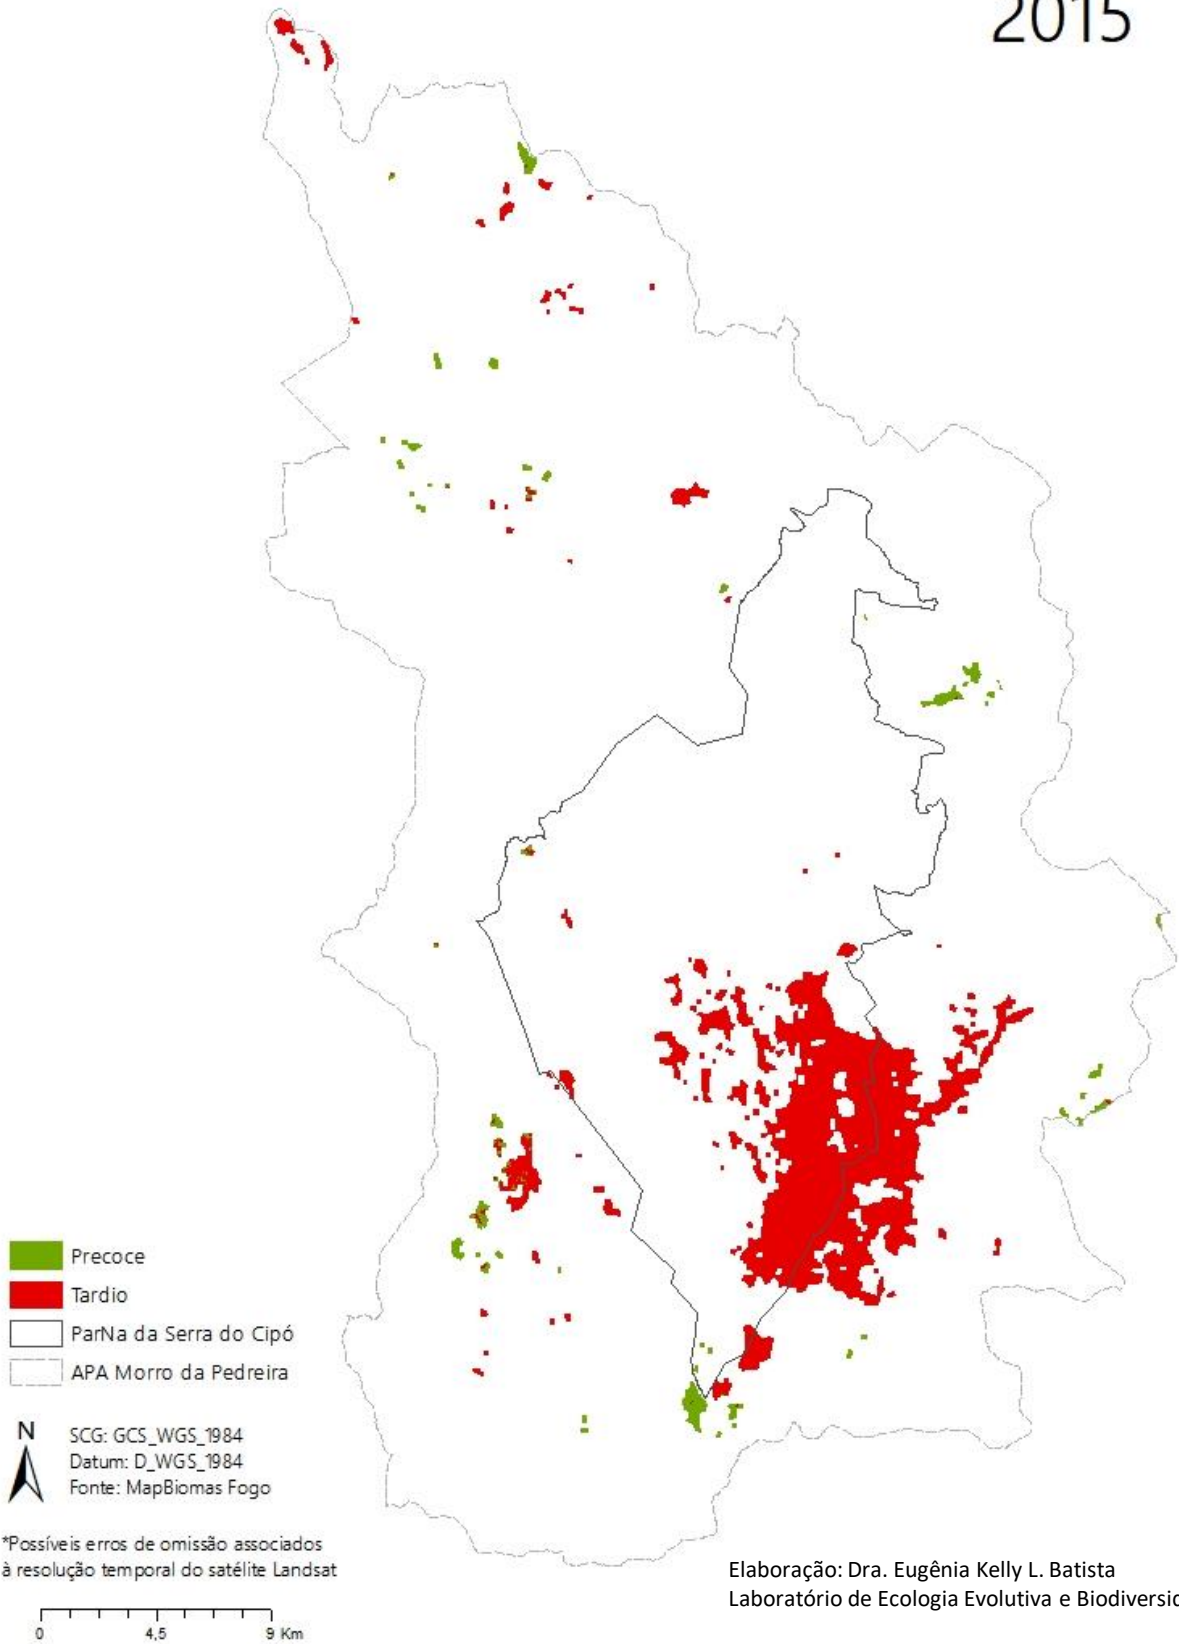 2015
Precoce
Tardio
ParNa da Serra do Cipó
APA Morro da Pedreira
N
SCG: GCS_WGS_1984
Datum: D_WGS_1984
Fonte: MapBiomas Fogo
*Possíveis erros de omissão associados
à resolução temporal do satélite Landsat
0 4,5 9 Km
Elaboração: Dra. Eugênia Kelly L. Batista
Laboratório de Ecologia Evolutiva e